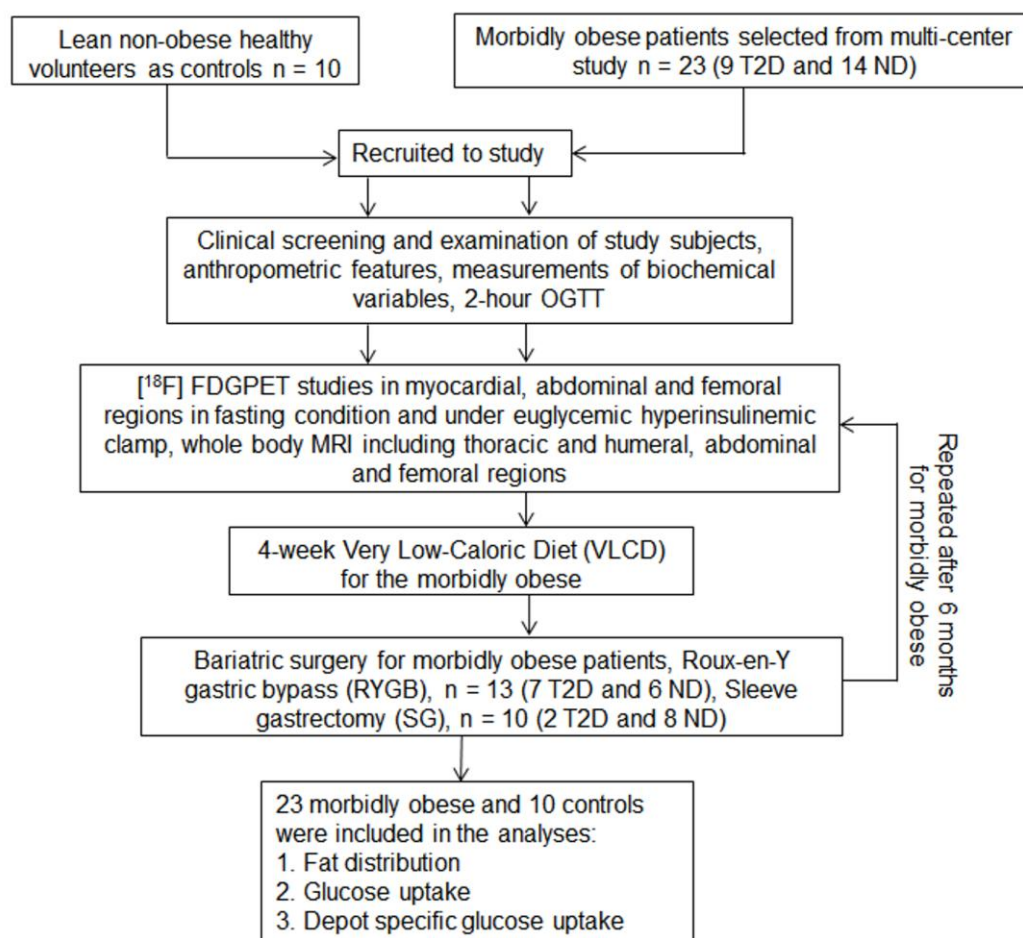 Lean non-obese healthy
volunteers as controls n = 10
Morbidly obese patients selected from multi-center
study n = 23 (9 T2D and 14 ND)
Recruited to study
Clinical screening and examination of study subjects,
anthropometric features, measurements of biochemical
variables, 2-hour OGTT
[¹⁸F] FDGPET studies in myocardial, abdominal and femoral
regions in fasting condition and under euglycemic hyperinsulinemic
clamp, whole body MRI including thoracic and humeral, abdominal
and femoral regions
Repeated after 6 months
for morbidly obese
4-week Very Low-Caloric Diet (VLCD)
for the morbidly obese
Bariatric surgery for morbidly obese patients, Roux-en-Y
gastric bypass (RYGB), n = 13 (7 T2D and 6 ND), Sleeve
gastrectomy (SG), n = 10 (2 T2D and 8 ND)
23 morbidly obese and 10 controls
were included in the analyses:
1. Fat distribution
2. Glucose uptake
3. Depot specific glucose uptake